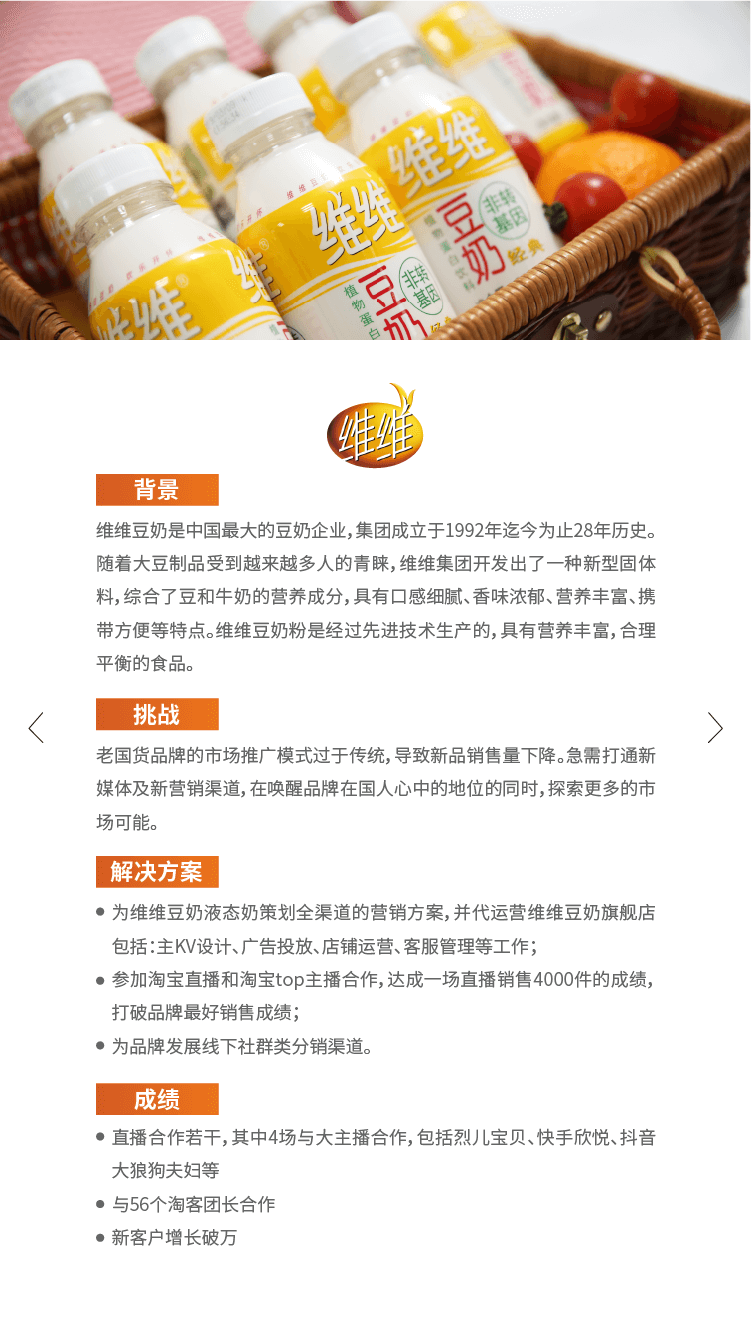 维维
维维
维维
豆奶
植物蛋白饮料
非转
基因
经典
维维
豆奶
植物蛋白
非转
基因
维维
维维
背景
维维豆奶是中国最大的豆奶企业，集团成立于1992年迄今为止28年历史。
随着大豆制品受到越来越多人的青睐，维维集团开发出了一种新型固体
料，综合了豆和牛奶的营养成分，具有口感细腻、香味浓郁、营养丰富、携
带方便等特点。维维豆奶粉是经过先进技术生产的，具有营养丰富，合理
平衡的食品。
挑战
老国货品牌的市场推广模式过于传统，导致新品销售量下降。急需打通新
媒体及新营销渠道，在唤醒品牌在国人心中的地位的同时，探索更多的市
场可能。
解决方案
● 为维维豆奶液态奶策划全渠道的营销方案，并代运营维维豆奶旗舰店
包括：主KV设计、广告投放、店铺运营、客服管理等工作；
● 参加淘宝直播和淘宝top主播合作，达成一场直播销售4000件的成绩，
打破品牌最好销售成绩；
● 为品牌发展线下社群类分销渠道。
成绩
● 直播合作若干，其中4场与大主播合作，包括烈儿宝贝、快手欣悦、抖音
大狼狗夫妇等
● 与56个淘客团长合作
● 新客户增长破万